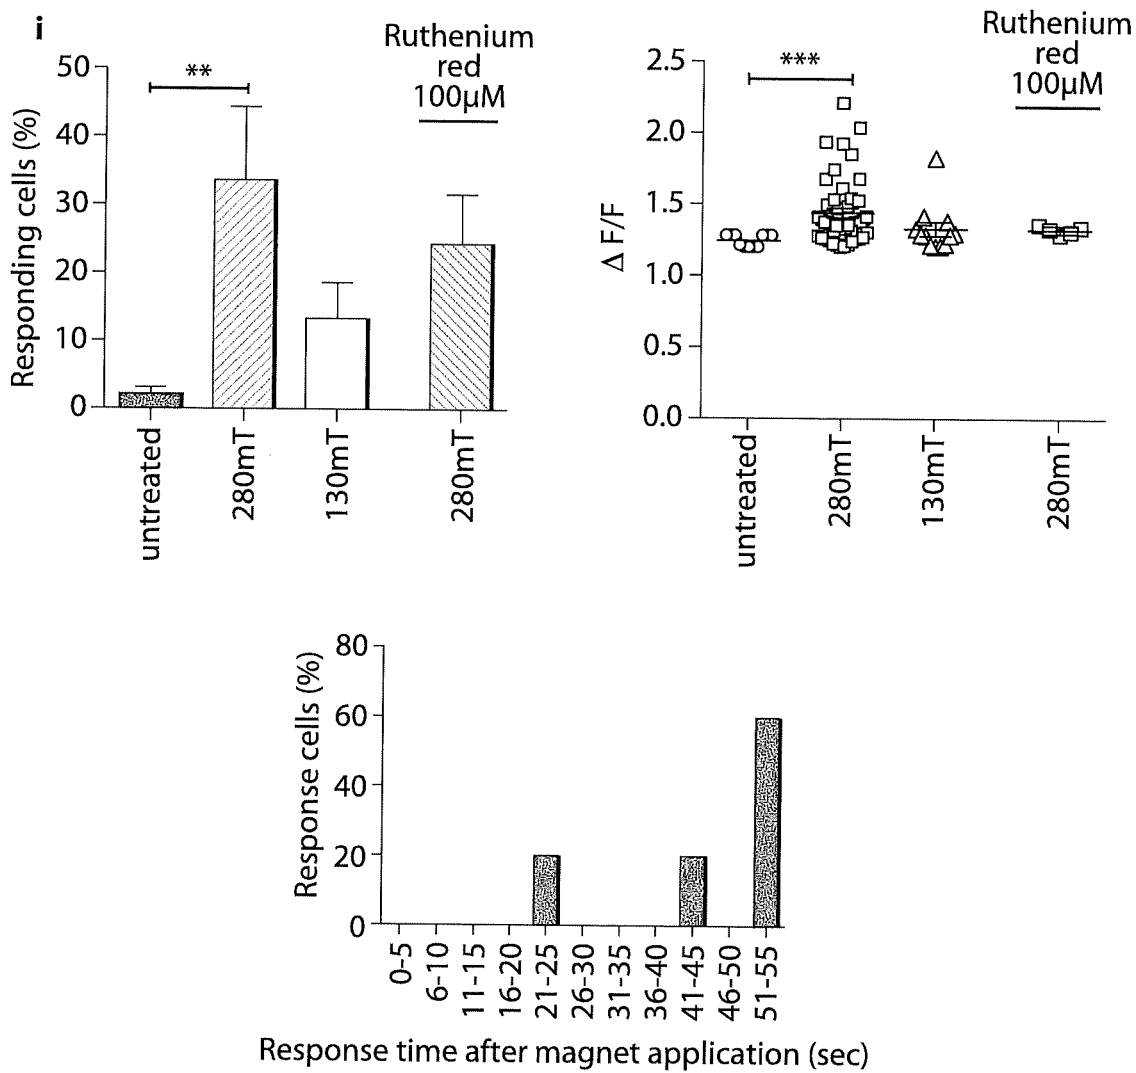 i
Ruthenium
red
100µM
**
Responding cells (%)
50
40
30
20
10
0
untreated
280mT
130mT
280mT
Ruthenium
red
100µM
***
Δ F/F
2.5
2.0
1.5
1.0
0.5
0.0
untreated
280mT
130mT
280mT
Response cells (%)
80
60
40
20
0
0-5
6-10
11-15
16-20
21-25
26-30
31-35
36-40
41-45
46-50
51-55
Response time after magnet application (sec)